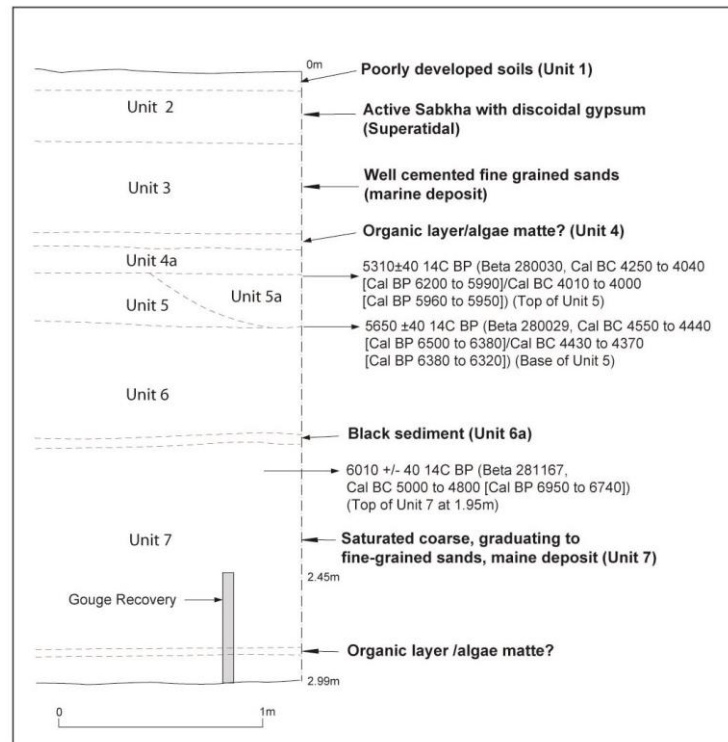 0m
Poorly developed soils (Unit 1)
Unit 2
Active Sabkha with discoidal gypsum
(Superatidal)
Unit 3
Well cemented fine grained sands
(marine deposit)
Organic layer/algae matte? (Unit 4)
Unit 4a
5310±40 14C BP (Beta 280030, Cal BC 4250 to 4040
[Cal BP 6200 to 5990]/Cal BC 4010 to 4000
[Cal BP 5960 to 5950]) (Top of Unit 5)
Unit 5
Unit 5a
5650 ±40 14C BP (Beta 280029, Cal BC 4550 to 4440
[Cal BP 6500 to 6380]/Cal BC 4430 to 4370
[Cal BP 6380 to 6320]) (Base of Unit 5)
Unit 6
Black sediment (Unit 6a)
6010 +/- 40 14C BP (Beta 281167,
Cal BC 5000 to 4800 [Cal BP 6950 to 6740])
(Top of Unit 7 at 1.95m)
Unit 7
Saturated coarse, graduating to
fine-grained sands, maine deposit (Unit 7)
2.45m
Gouge Recovery
Organic layer /algae matte?
2.99m
0
1m